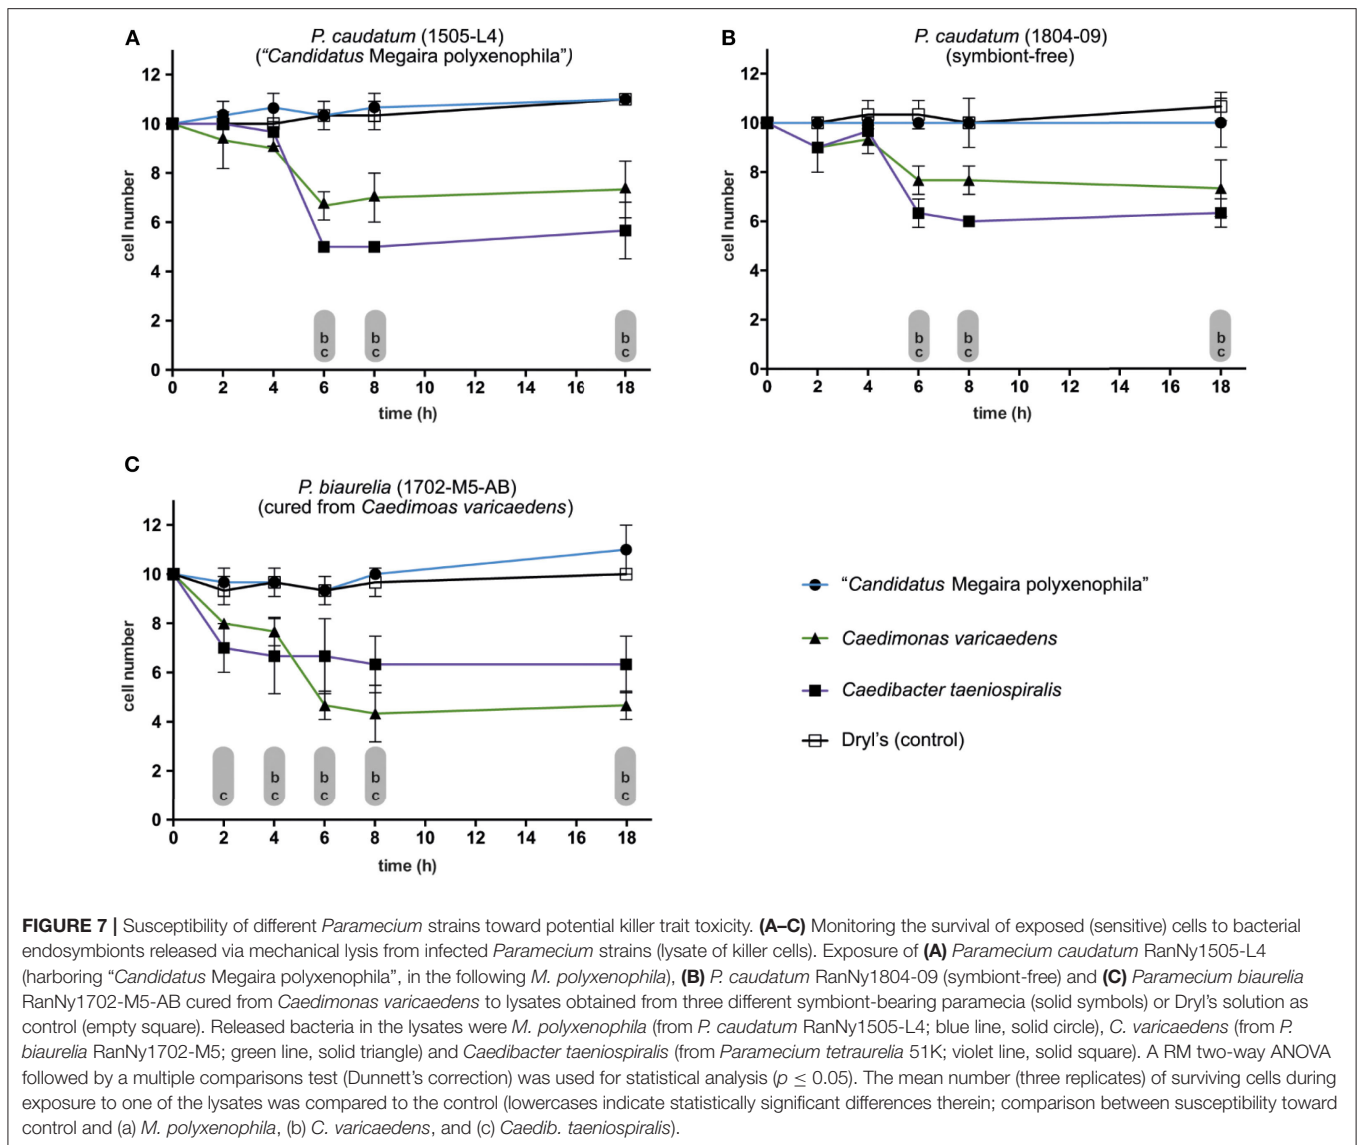 A
P. caudatum (1505-L4)
(“Candidatus Megaira polyxenophila”)
12
10
8
6
4
2
0
cell number
b
c
b
c
b
c
0 2 4 6 8 10 12 14 16 18
time (h)
B
P. caudatum (1804-09)
(symbiont-free)
12
10
8
6
4
2
0
cell number
b
c
b
c
b
c
0 2 4 6 8 10 12 14 16 18
time (h)
C
P. biaurelia (1702-M5-AB)
(cured from Caedimoas varicaedens)
12
10
8
6
4
2
0
cell number
c
b
c
b
c
b
c
b
c
0 2 4 6 8 10 12 14 16 18
time (h)
“Candidatus Megaira polyxenophila”
Caedimonas varicaedens
Caedibacter taeniospiralis
Dryl’s (control)
FIGURE 7 | Susceptibility of different Paramecium strains toward potential killer trait toxicity. (A–C) Monitoring the survival of exposed (sensitive) cells to bacterial
endosymbionts released via mechanical lysis from infected Paramecium strains (lysate of killer cells). Exposure of (A) Paramecium caudatum RanNy1505-L4
(harboring “Candidatus Megaira polyxenophila”, in the following M. polyxenophila), (B) P. caudatum RanNy1804-09 (symbiont-free) and (C) Paramecium biaurelia
RanNy1702-M5-AB cured from Caedimonas varicaedens to lysates obtained from three different symbiont-bearing paramecia (solid symbols) or Dryl’s solution as
control (empty square). Released bacteria in the lysates were M. polyxenophila (from P. caudatum RanNy1505-L4; blue line, solid circle), C. varicaedens (from P.
biaurelia RanNy1702-M5; green line, solid triangle) and Caedibacter taeniospiralis (from Paramecium tetraurelia 51K; violet line, solid square). A RM two-way ANOVA
followed by a multiple comparisons test (Dunnett’s correction) was used for statistical analysis (p ≤ 0.05). The mean number (three replicates) of surviving cells during
exposure to one of the lysates was compared to the control (lowercases indicate statistically significant differences therein; comparison between susceptibility toward
control and (a) M. polyxenophila, (b) C. varicaedens, and (c) Caedib. taeniospiralis).